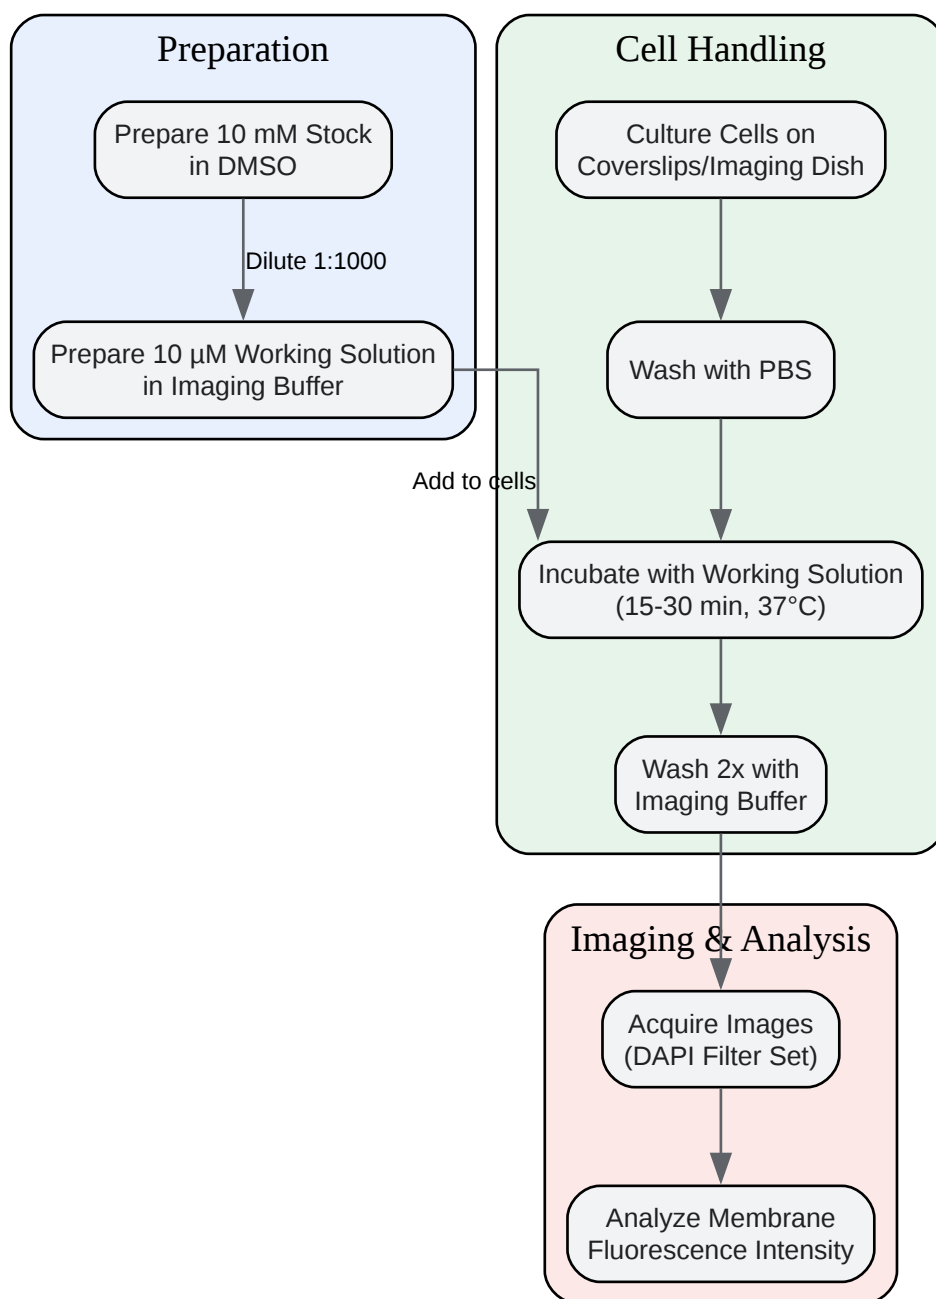 Preparation
Prepare 10 mM Stock
in DMSO
Dilute 1:1000
Prepare 10 µM Working Solution
in Imaging Buffer
Add to cells
Cell Handling
Culture Cells on
Coverslips/Imaging Dish
Wash with PBS
Incubate with Working Solution
(15-30 min, 37°C)
Wash 2x with
Imaging Buffer
Imaging & Analysis
Acquire Images
(DAPI Filter Set)
Analyze Membrane
Fluorescence Intensity